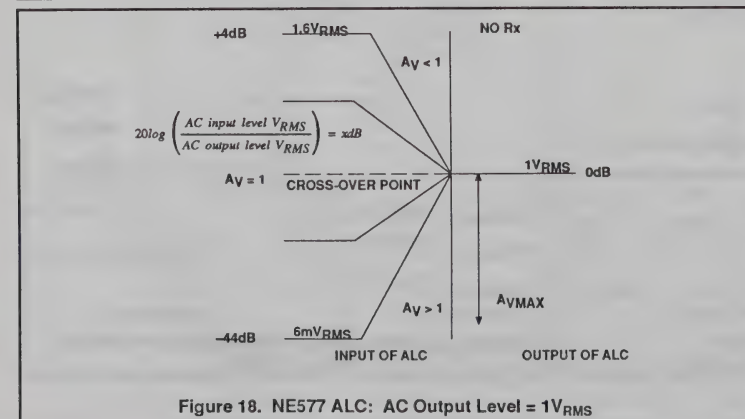 +4dB 1.6VRMS NO Rx
AV < 1
20log (AC input level VRMS / AC output level VRMS) = xdB
1VRMS 0dB
AV = 1 CROSS-OVER POINT
AV > 1 AVMAX
–44dB 6mVRMS
INPUT OF ALC OUTPUT OF ALC
Figure 18. NE577 ALC: AC Output Level = 1VRMS